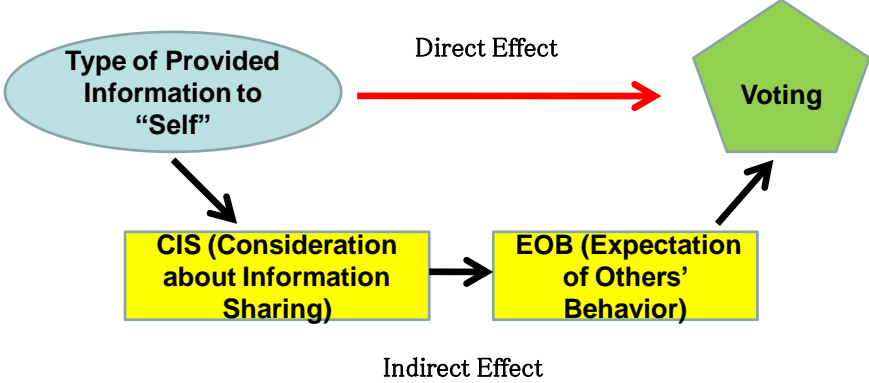 Direct Effect
Type of Provided
Information to
“Self”
Voting
CIS (Consideration
about Information
Sharing)
EOB (Expectation
of Others’
Behavior)
Indirect Effect